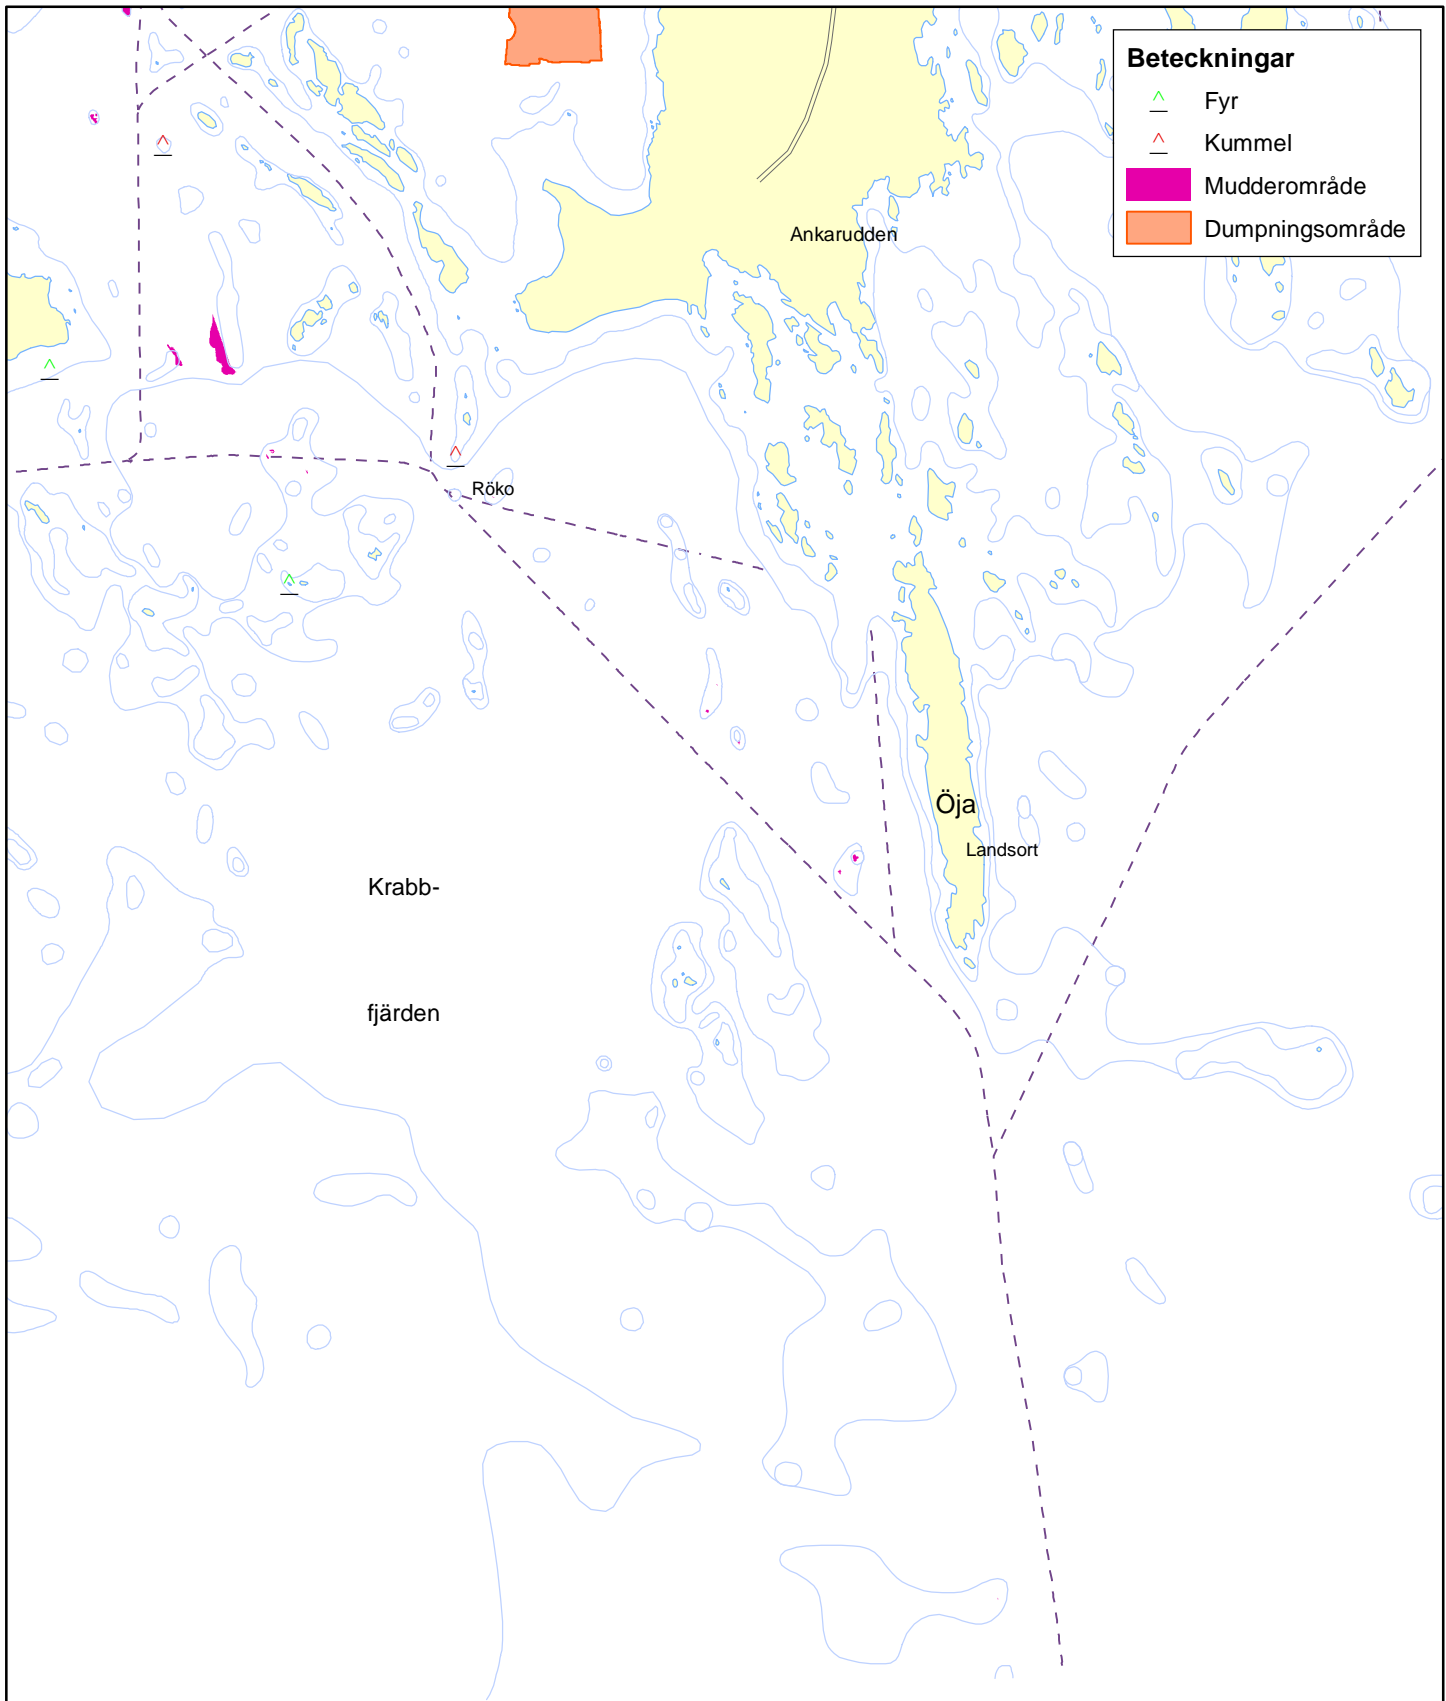 Beteckningar
Fyr
Kummel
Mudderområde
Dumpningsområde
Ankarudden
Röko
Öja
Landsort
Krabb-
fjärden